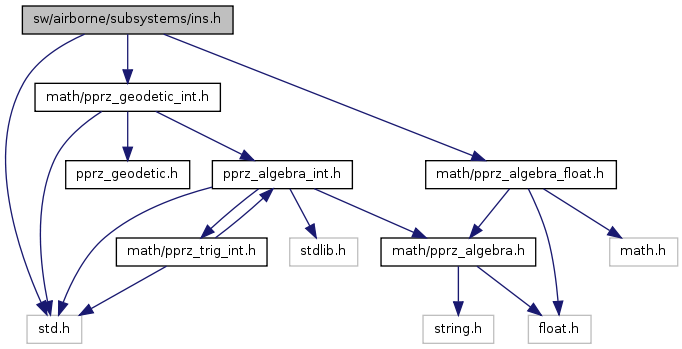 sw/airborne/subsystems/ins.h
math/pprz_geodetic_int.h
pprz_geodetic.h
pprz_algebra_int.h
math/pprz_algebra_float.h
math/pprz_trig_int.h
stdlib.h
math/pprz_algebra.h
math.h
std.h
string.h
float.h